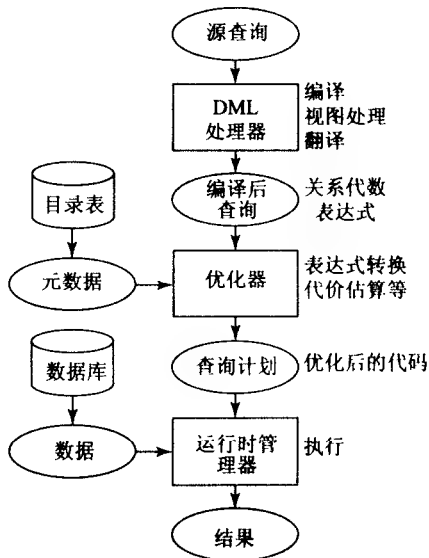 源查询
DML
处理器
编译
视图处理
翻译
目录表
编译后
查询
关系代数
表达式
元数据
优化器
表达式转换
代价估算等
数据库
查询计划
优化后的代码
数据
运行时管
理器
执行
结果